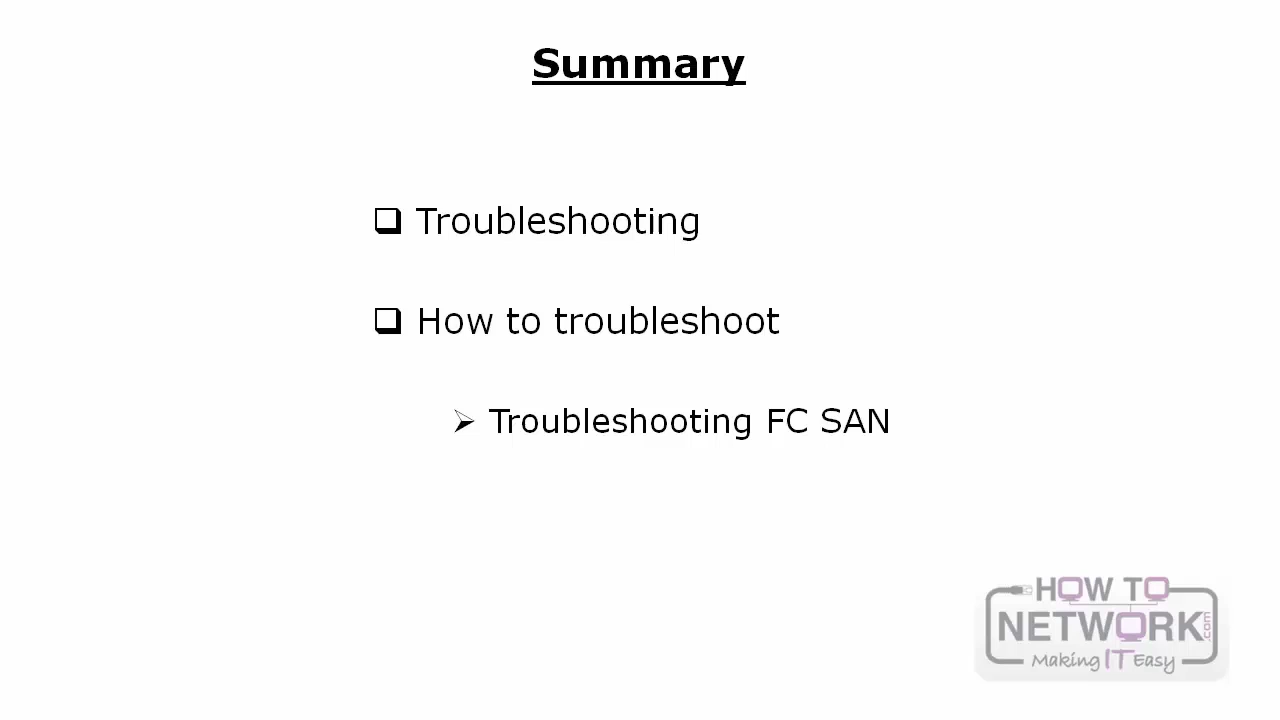 Summary
Troubleshooting
How to troubleshoot
Troubleshooting FC SAN
HOW TO
NETWORK.com
Making IT Easy